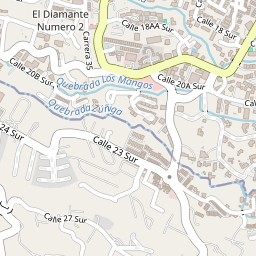 El Diamante
Numero 2
Carrera 35
Calle 18AA Sur
Calle 18 Sur
Calle 20B Sur
Quebrada Los Mangos
Calle 20A Sur
Quebrada Zúñiga
24 Sur
Calle 23 Sur
Calle 27 Sur